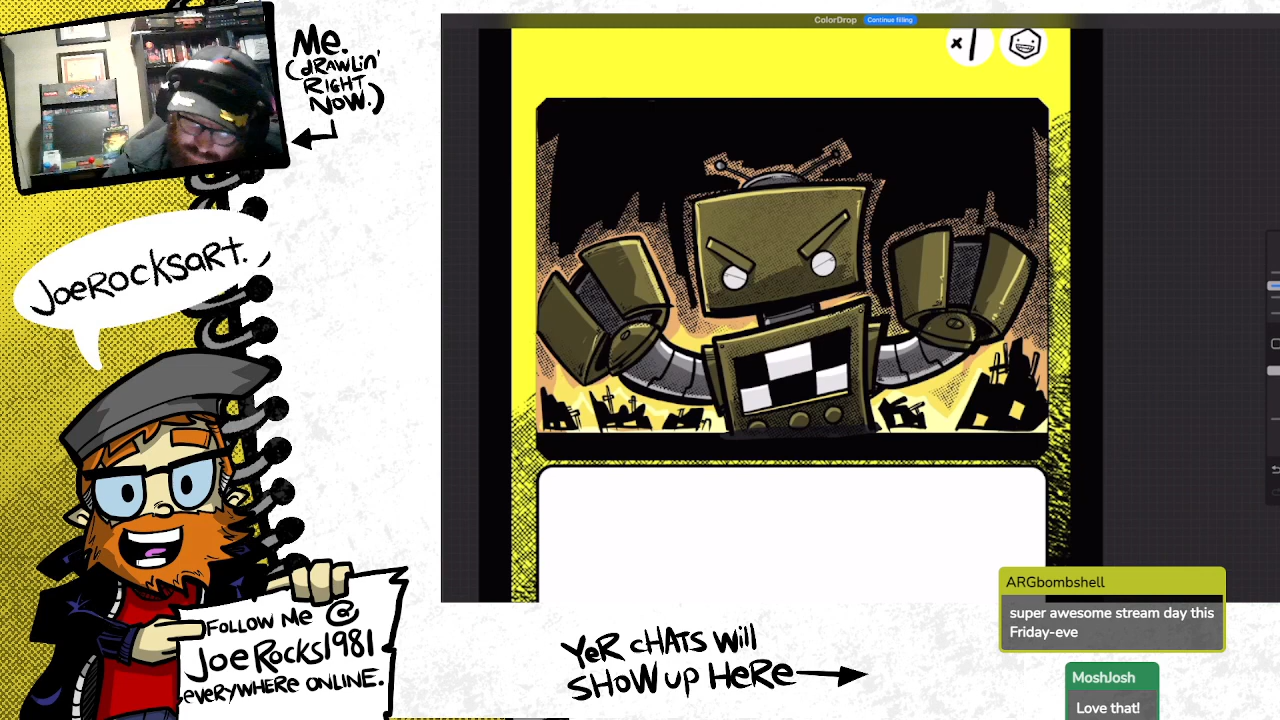 Me.
(dRAWLin'
RiGHT
NOW.)
JoeRocksart.
FOLLOW Me @
JoeRocks1981
everywhere online.
ColorDrop
Continue filling
x1
YeR cHATS Will
SHOW up HeRe
ARGbombshell
super awesome stream day this
Friday-eve
MoshJosh
Love that!